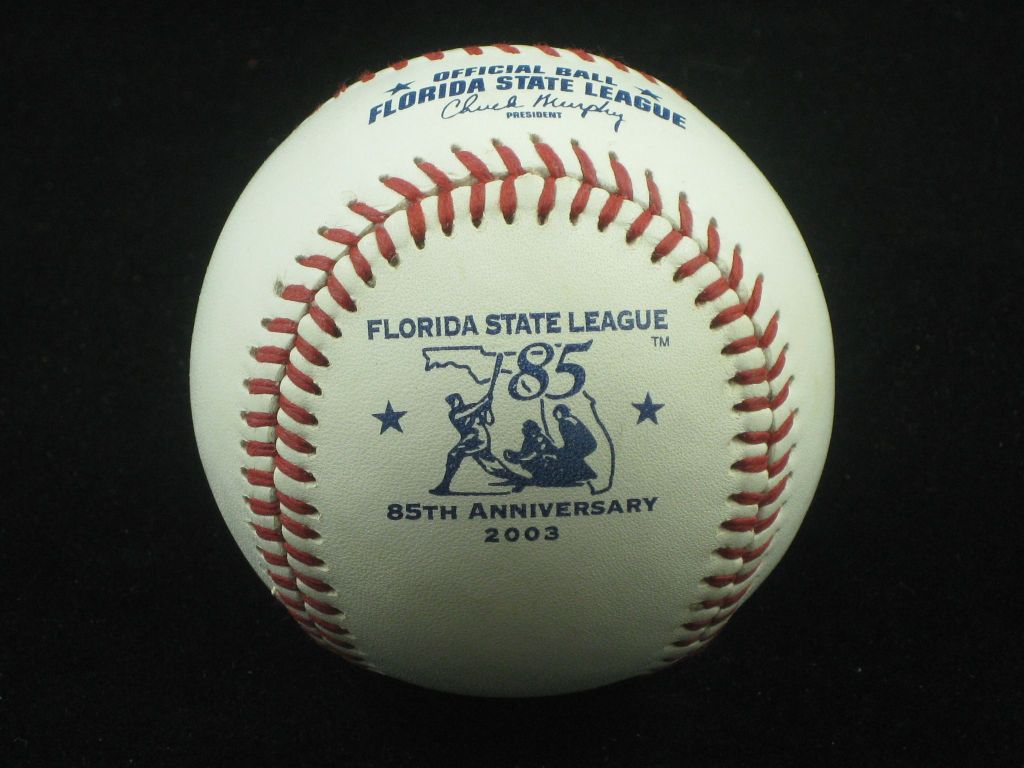 OFFICIAL BALL
FLORIDA STATE LEAGUE
Chuck Murphy
PRESIDENT
FLORIDA STATE LEAGUE
TM
85
85TH ANNIVERSARY
2003